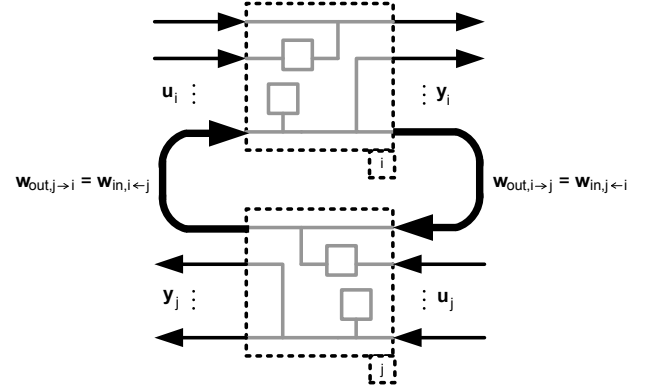 u_i ⋮
⋮ y_i
i
w_out,j→i = w_in,i←j
w_out,i→j = w_in,j←i
y_j ⋮
⋮ u_j
j